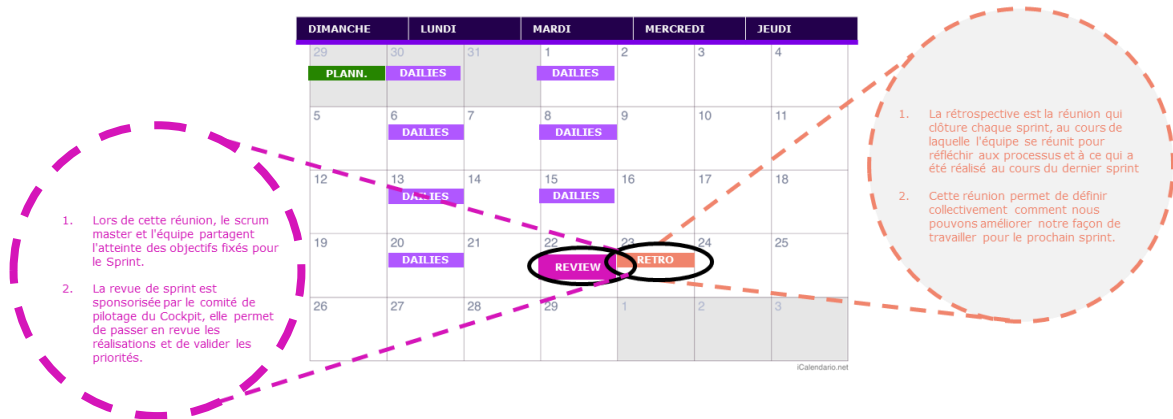 DIMANCHE LUNDI MARDI MERCREDI JEUDI
29 30 31 1 2 3 4
PLANN. DAILIES DAILIES
5 6 7 8 9 10 11
DAILIES DAILIES
12 13 14 15 16 17 18
DAILIES DAILIES
19 20 21 22 23 24 25
DAILIES REVIEW RETRO
26 27 28 29 1 2 3
iCalendario.net
1. Lors de cette réunion, le scrum
master et l'équipe partagent
l'atteinte des objectifs fixés pour
le Sprint.
2. La revue de sprint est
sponsorisée par le comité de
pilotage du Cockpit, elle permet
de passer en revue les
réalisations et de valider les
priorités.
1. La rétrospective est la réunion qui
clôture chaque sprint, au cours de
laquelle l'équipe se réunit pour
réfléchir aux processus et à ce qui a
été réalisé au cours du dernier sprint
2. Cette réunion permet de définir
collectivement comment nous
pouvons améliorer notre façon de
travailler pour le prochain sprint.